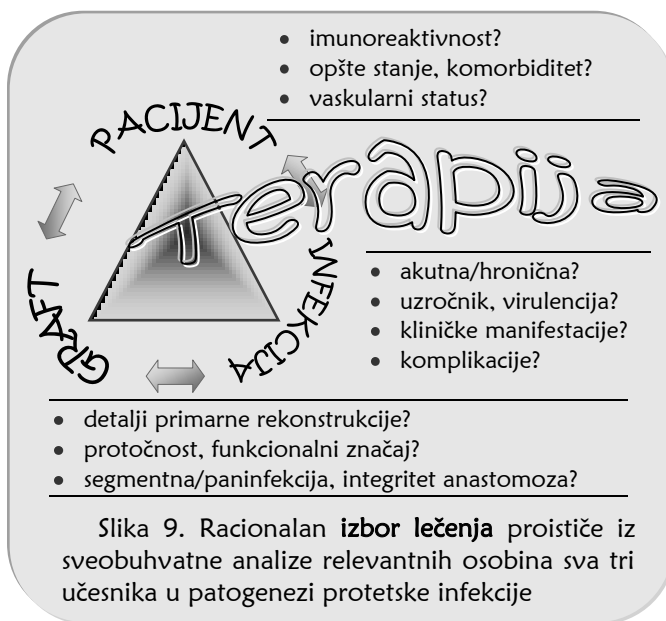 • imunoreaktivnost?
• opšte stanje, komorbiditet?
• vaskularni status?
PACIJENT
Terapija
INFEKCIJA
GRAFT
• akutna/hronična?
• uzročnik, virulencija?
• kliničke manifestacije?
• komplikacije?
• detalji primarne rekonstrukcije?
• protočnost, funkcionalni značaj?
• segmentna/paninfekcija, integritet anastomoza?
Slika 9. Racionalan izbor lečenja proističe iz
sveobuhvatne analize relevantnih osobina sva tri
učesnika u patogenezi protetske infekcije